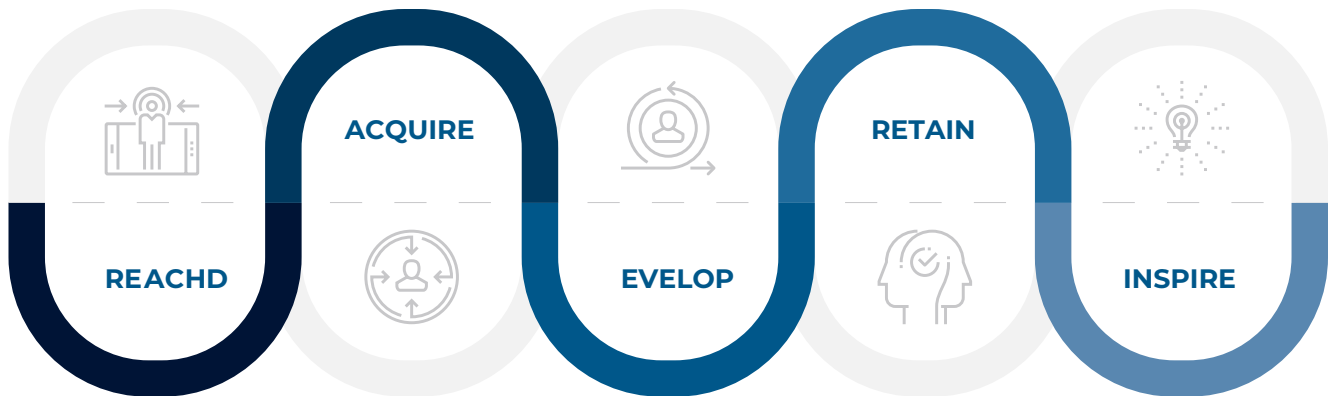 REACHD
ACQUIRE
EVELOP
RETAIN
INSPIRE